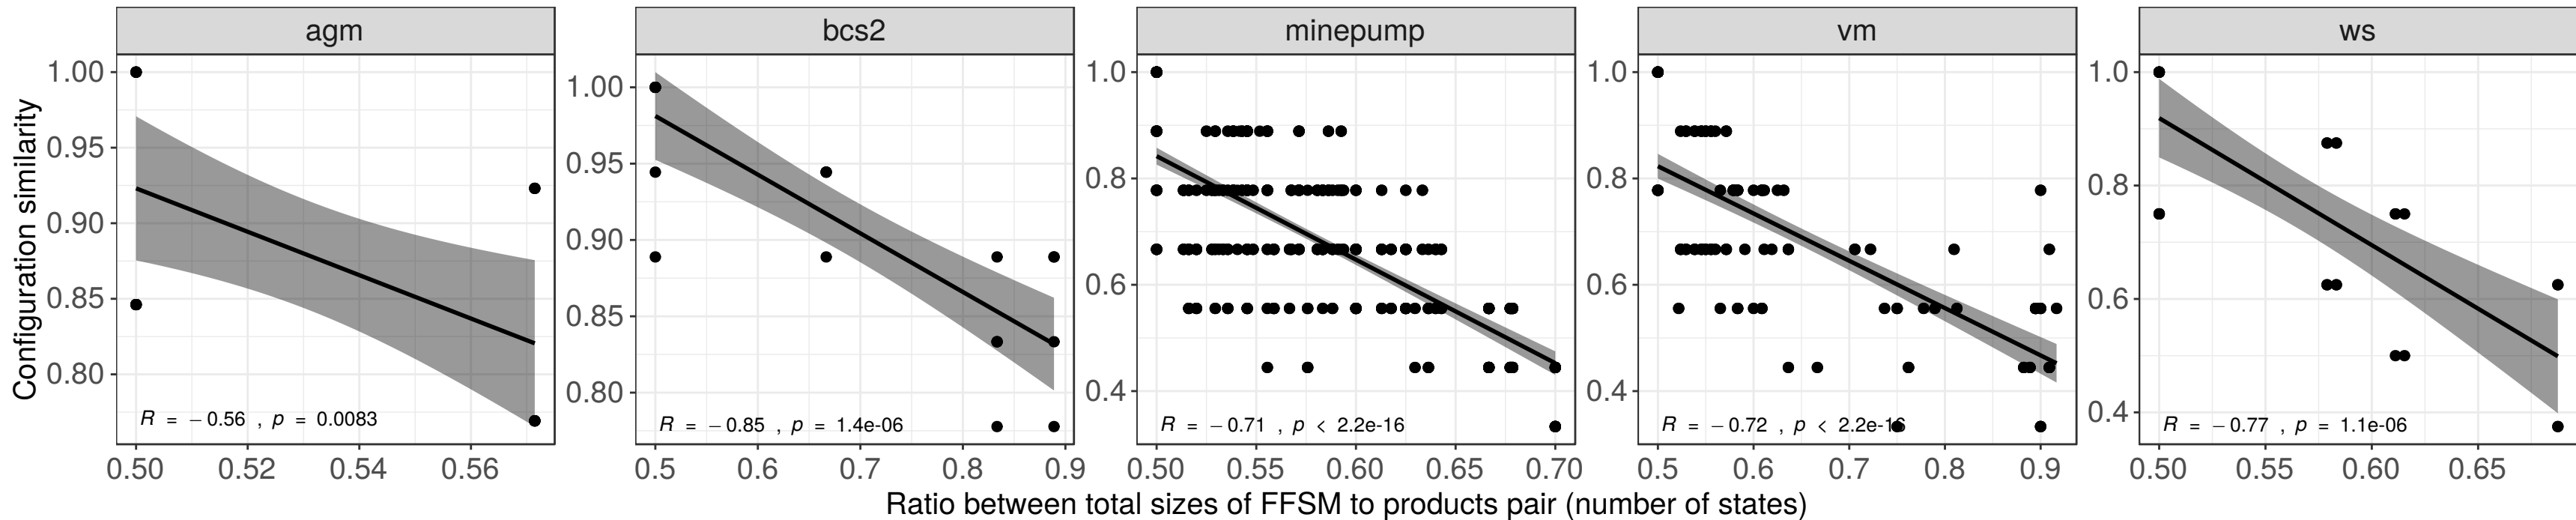 agm bcs2 minepump vm ws
Configuration similarity
1.00
0.95
0.90
0.85
0.80
R = −0.56 , p = 0.0083
0.50 0.52 0.54 0.56
1.00
0.95
0.90
0.85
0.80
R = −0.85 , p = 1.4e-06
0.5 0.6 0.7 0.8 0.9
1.0
0.8
0.6
0.4
R = −0.71 , p < 2.2e-16
0.50 0.55 0.60 0.65 0.70
1.0
0.8
0.6
0.4
R = −0.72 , p < 2.2e-16
0.5 0.6 0.7 0.8 0.9
1.0
0.8
0.6
0.4
R = −0.77 , p = 1.1e-06
0.50 0.55 0.60 0.65
Ratio between total sizes of FFSM to products pair (number of states)